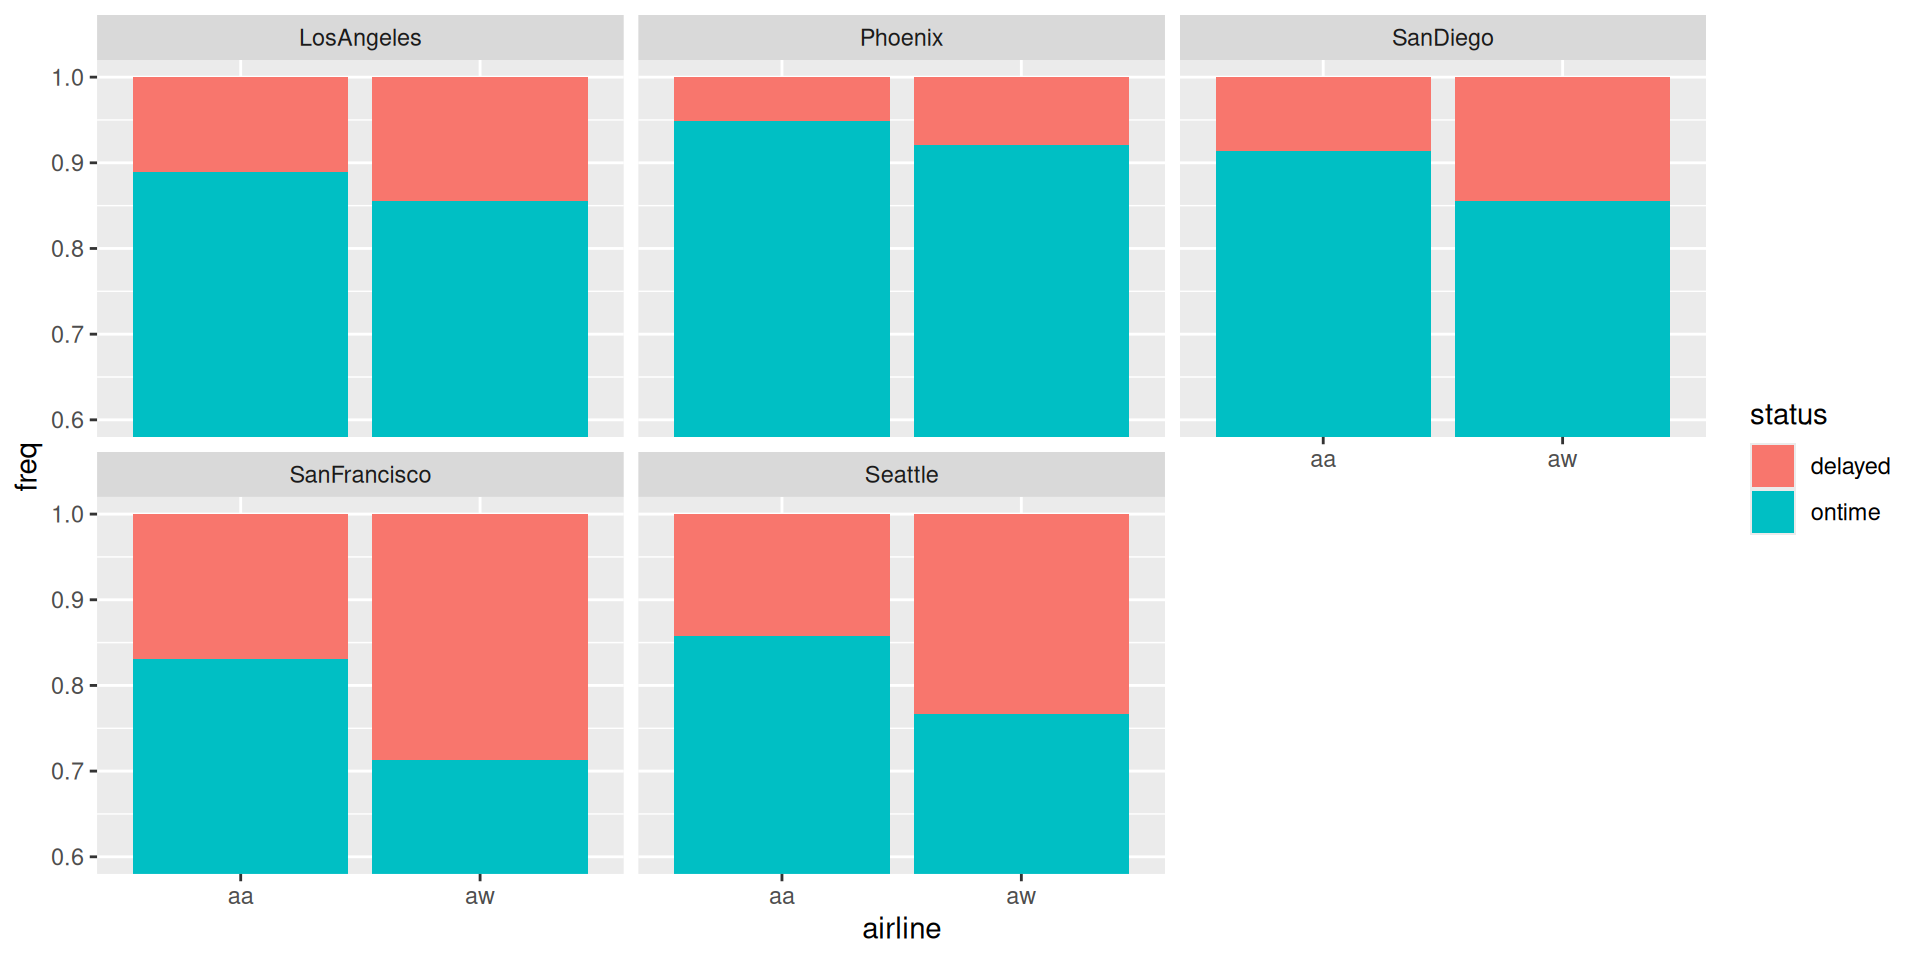 LosAngeles
Phoenix
SanDiego
1.0
0.9
0.8
0.7
0.6
aa aw
SanFrancisco
Seattle
1.0
0.9
0.8
0.7
0.6
aa aw
aa aw
airline
freq
status
delayed
ontime